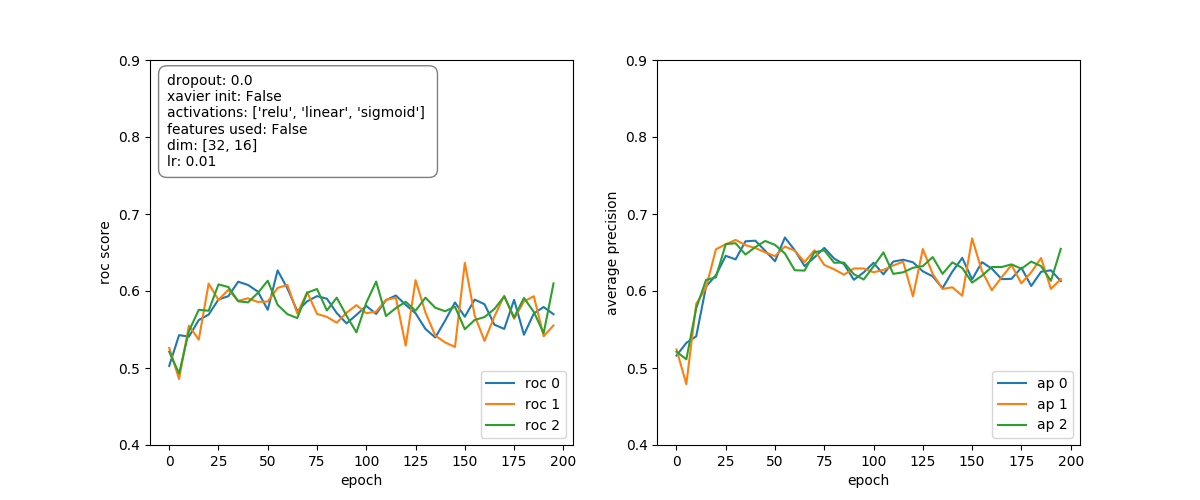 0.9
0.8
0.7
0.6
0.5
0.4
roc score
dropout: 0.0
xavier init: False
activations: ['relu', 'linear', 'sigmoid']
features used: False
dim: [32, 16]
lr: 0.01
roc 0
roc 1
roc 2
0 25 50 75 100 125 150 175 200
epoch
0.9
0.8
0.7
0.6
0.5
0.4
average precision
ap 0
ap 1
ap 2
0 25 50 75 100 125 150 175 200
epoch